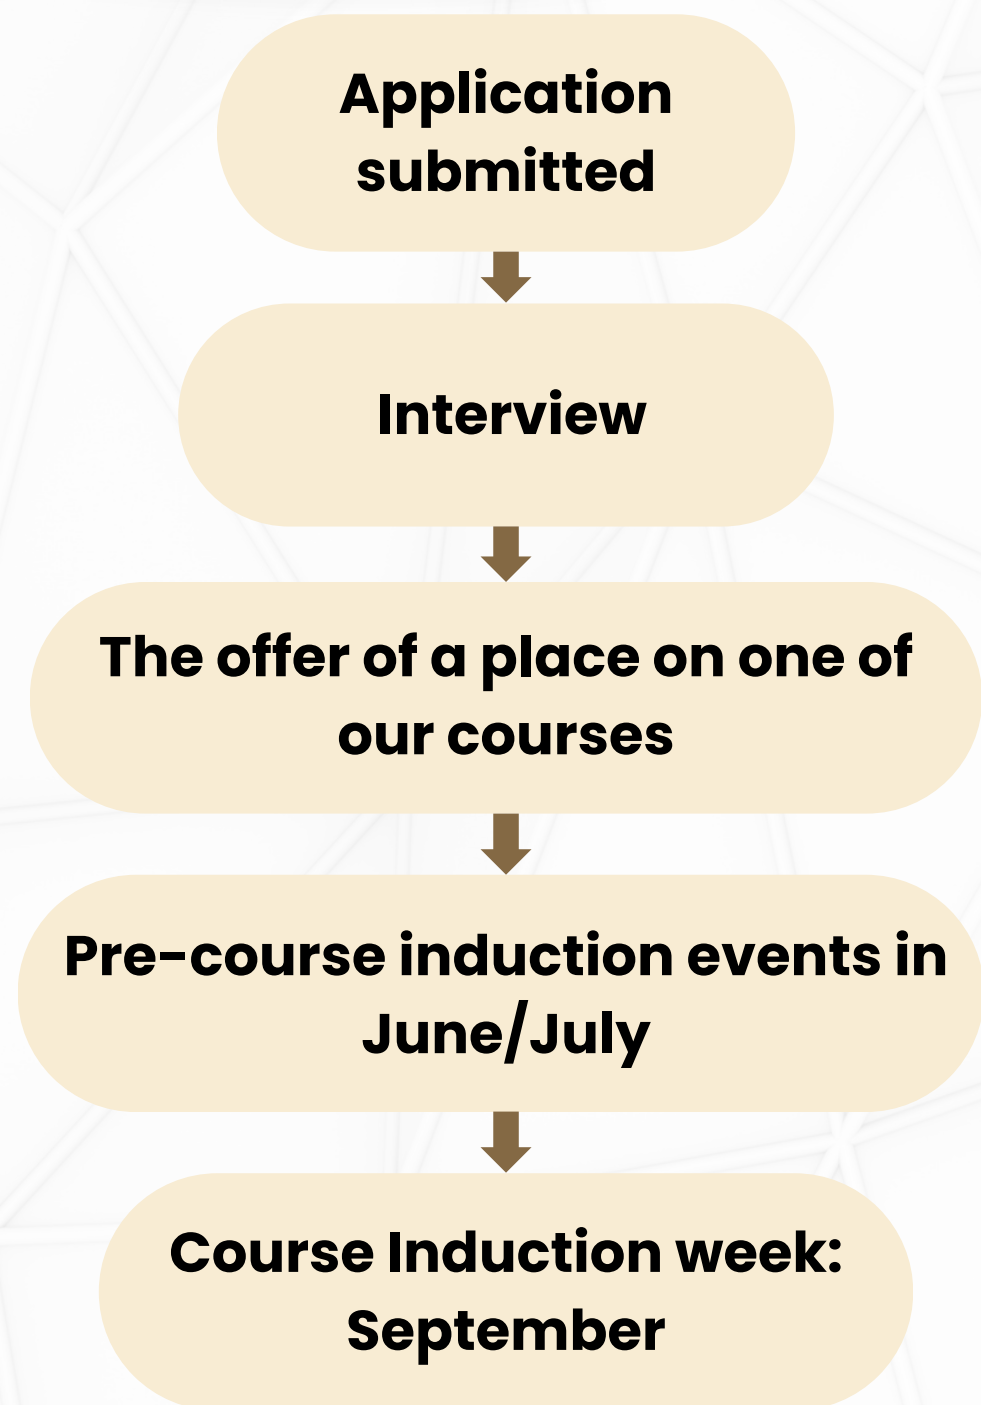 Application
submitted
Interview
The offer of a place on one of
our courses
Pre-course induction events in
June/July
Course Induction week:
September